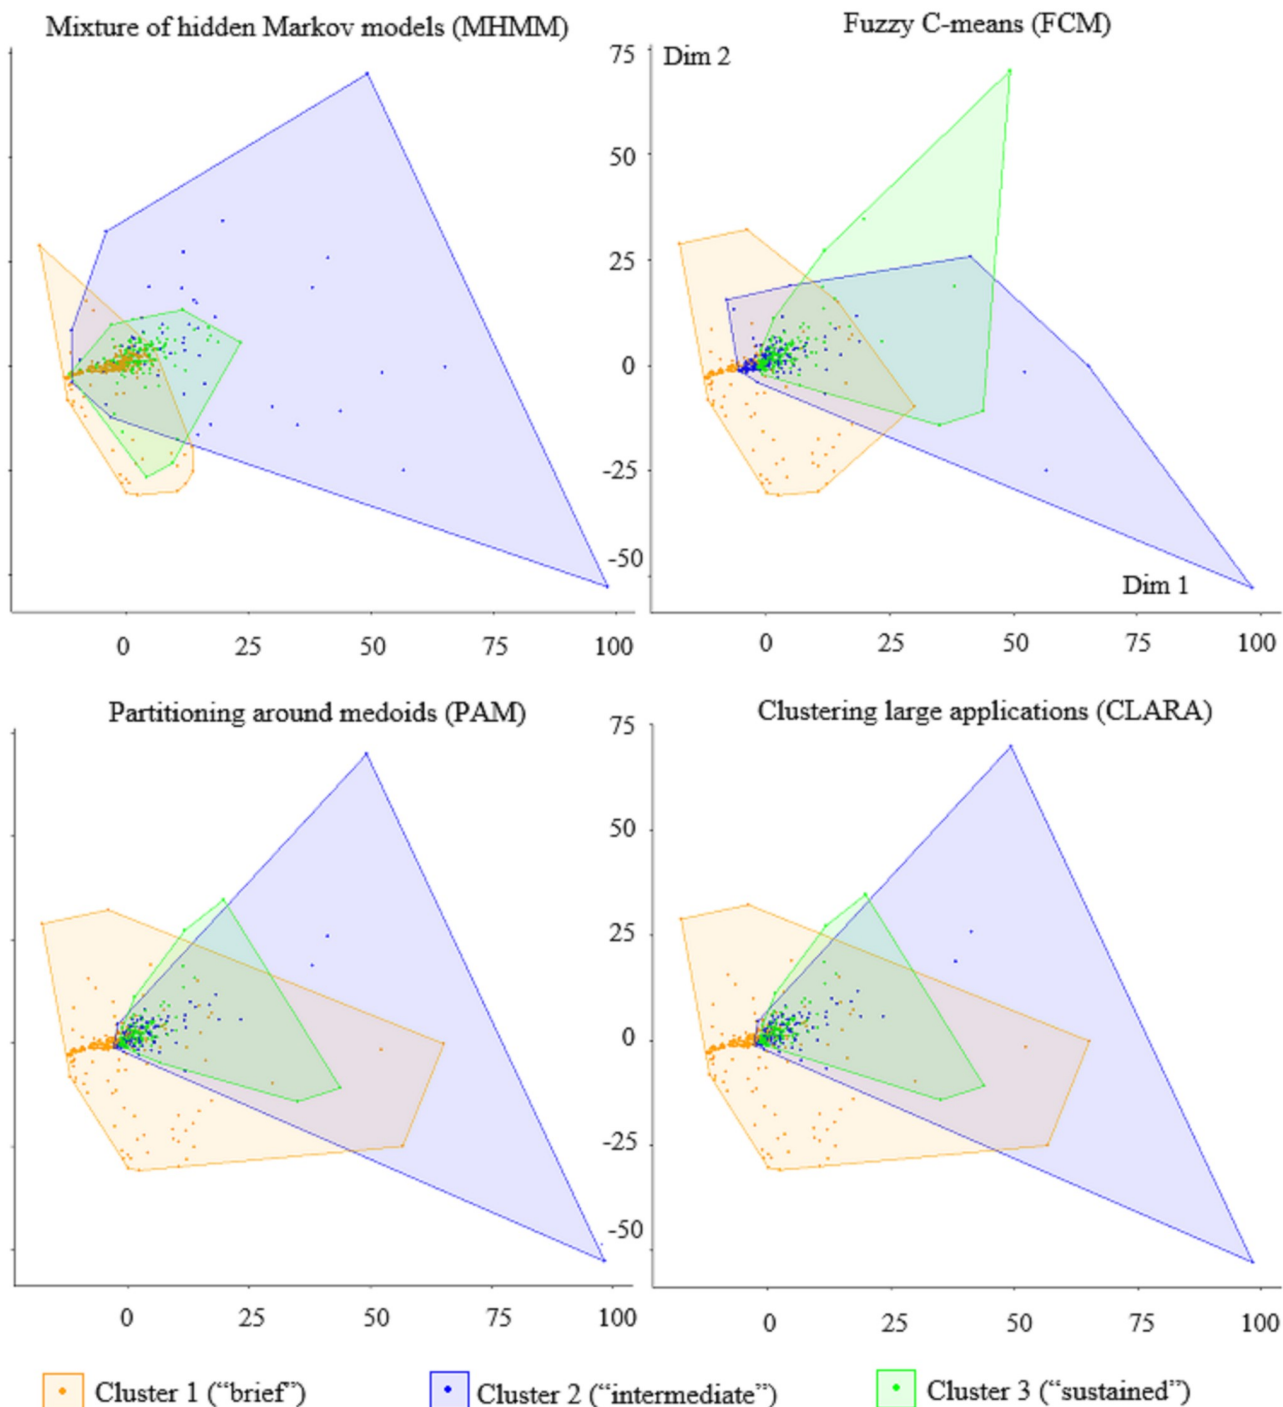 Mixture of hidden Markov models (MHMM)
Fuzzy C-means (FCM)
75
Dim 2
50
25
0
-25
-50
Dim 1
0 25 50 75 100
0 25 50 75 100
Partitioning around medoids (PAM)
Clustering large applications (CLARA)
75
50
25
0
-25
-50
0 25 50 75 100
0 25 50 75 100
Cluster 1 (“brief”)
Cluster 2 (“intermediate”)
Cluster 3 (“sustained”)